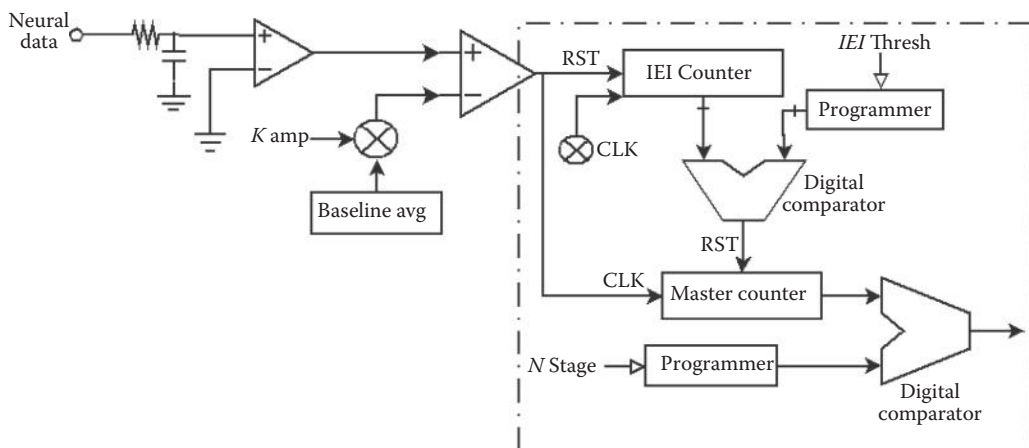 Neural
data
+
−
K amp
Baseline avg
+
−
RST
IEI Counter
CLK
IEI Thresh
Programmer
Digital
comparator
RST
CLK
Master counter
N Stage
Programmer
Digital
comparator